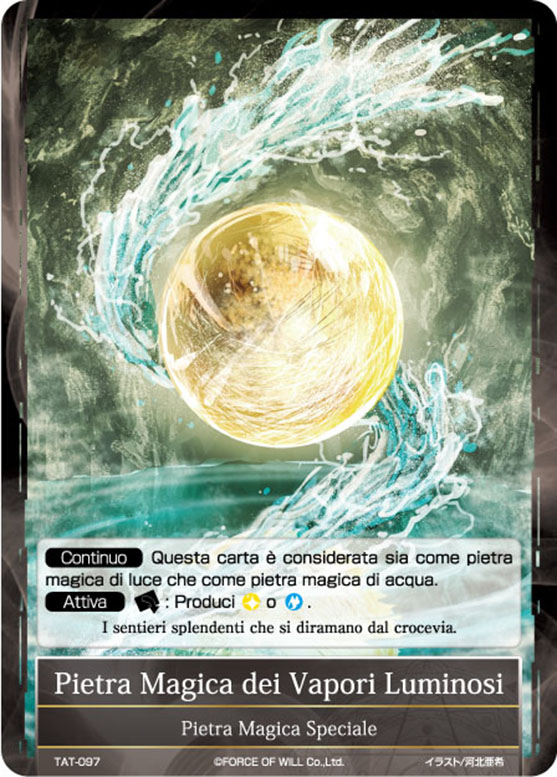 Continuo Questa carta è considerata sia come pietra
magica di luce che come pietra magica di acqua.
Attiva : Produci o .
I sentieri splendenti che si diramano dal crocevia.
Pietra Magica dei Vapori Luminosi
Pietra Magica Speciale
TAT-097 ©FORCE OF WILL Co.,Ltd. イラスト/河北亜希